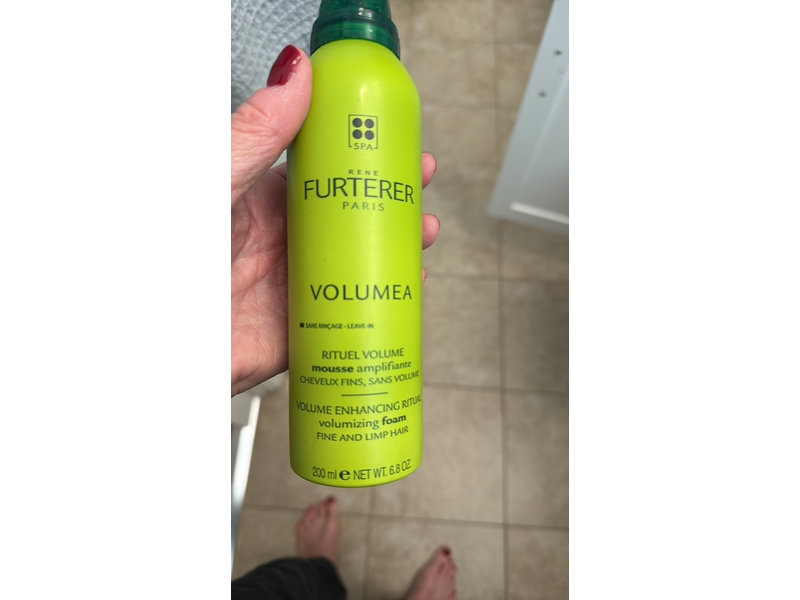 SPA
RENE
FURTERER
PARIS
VOLUMEA
SANS RINÇAGE - LEAVE-IN
RITUEL VOLUME
mousse amplifiante
CHEVEUX FINS, SANS VOLUME
VOLUME ENHANCING RITUAL
volumizing foam
FINE AND LIMP HAIR
200 ml e NET WT. 6.8 OZ.